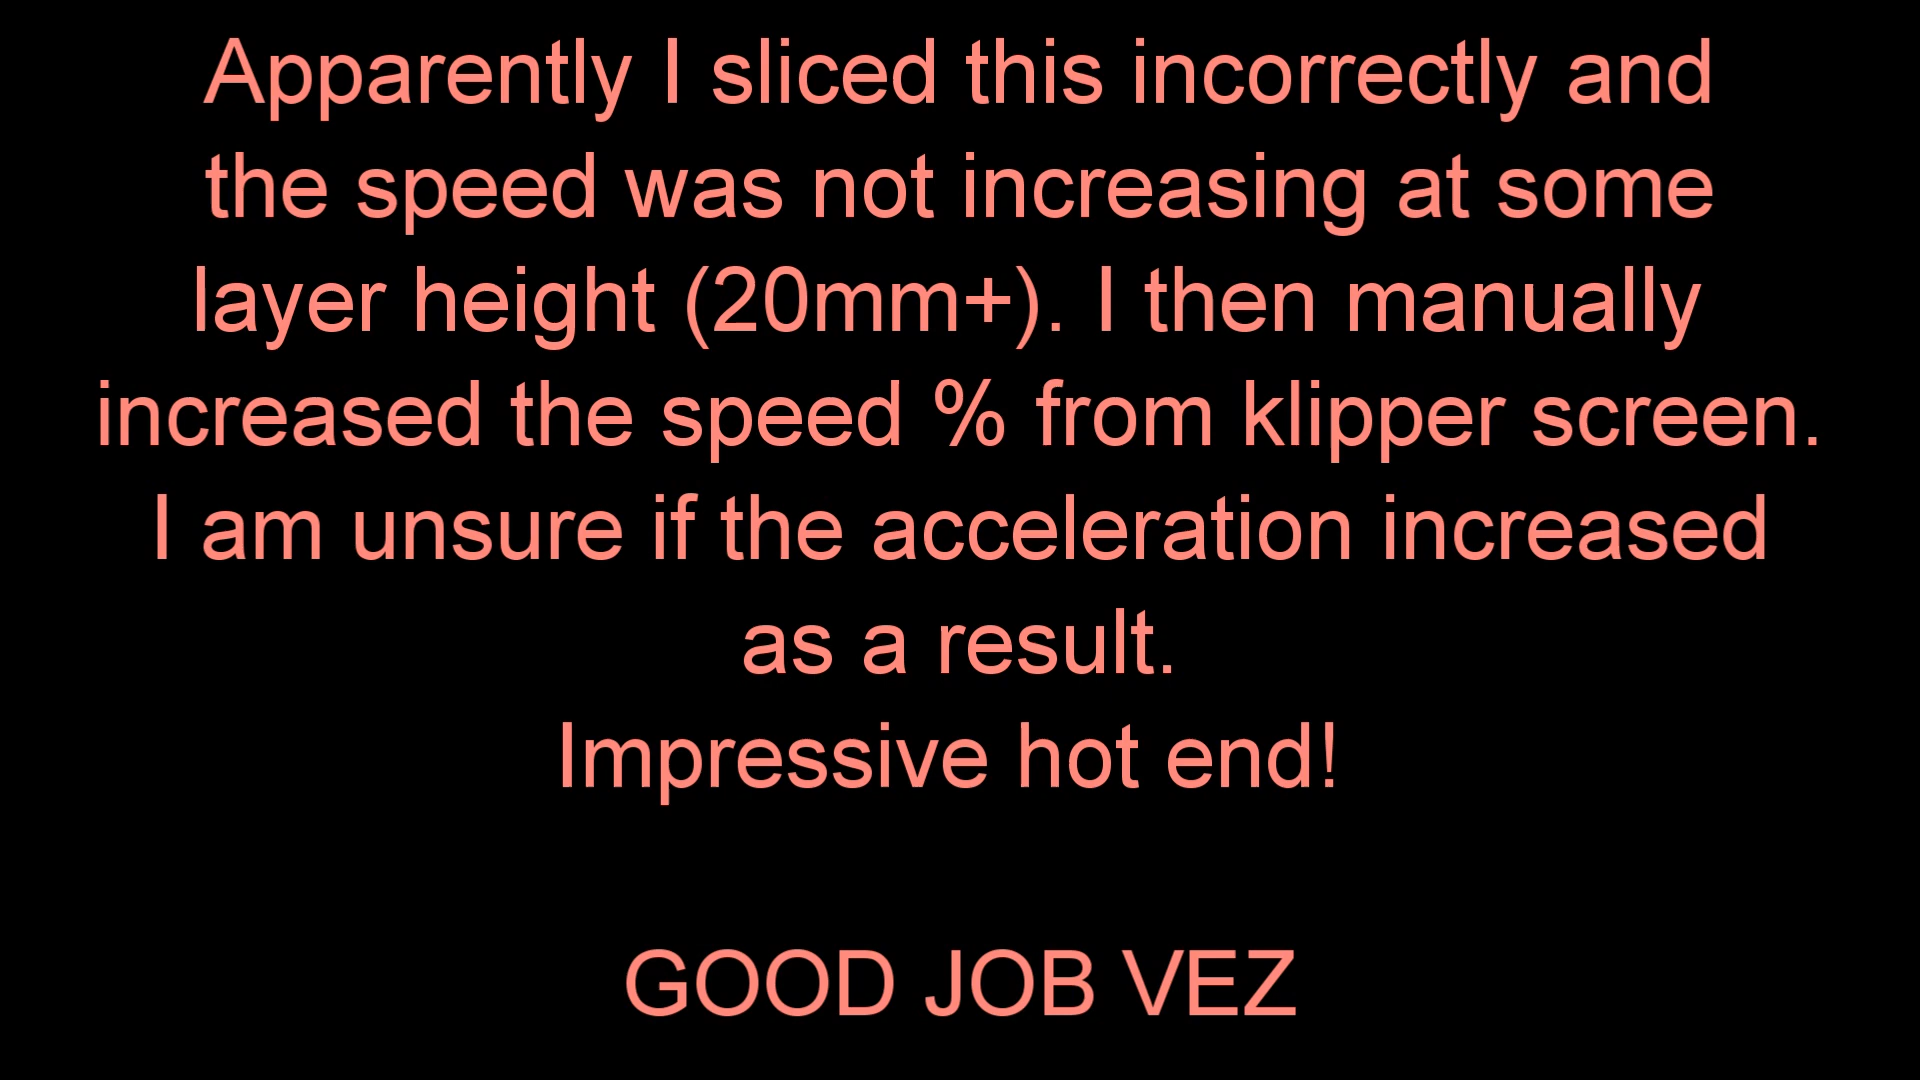 Apparently I sliced this incorrectly and
the speed was not increasing at some
layer height (20mm+). I then manually
increased the speed % from klipper screen.
I am unsure if the acceleration increased
as a result.
Impressive hot end!
GOOD JOB VEZ